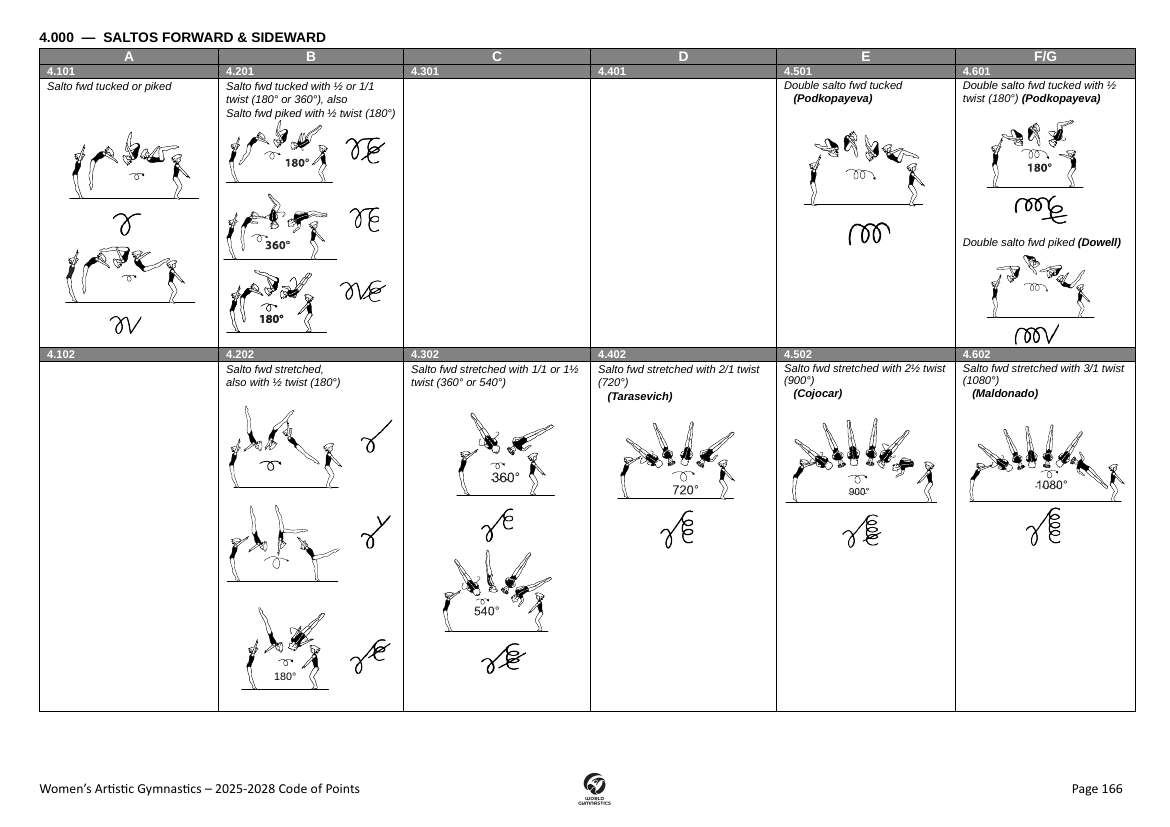 4.000 — SALTOS FORWARD & SIDEWARD
A B C D E F/G
4.101 4.201 4.301 4.401 4.501 4.601
Salto fwd tucked or piked
Salto fwd tucked with ½ or 1/1
twist (180° or 360°), also
Salto fwd piked with ½ twist (180°)
180°
360°
180°
Double salto fwd tucked
(Podkopayeva)
Double salto fwd tucked with ½
twist (180°) (Podkopayeva)
180°
Double salto fwd piked (Dowell)
4.102 4.202 4.302 4.402 4.502 4.602
Salto fwd stretched,
also with ½ twist (180°)
180°
Salto fwd stretched with 1/1 or 1½
twist (360° or 540°)
360°
540°
Salto fwd stretched with 2/1 twist
(720°)
(Tarasevich)
720°
Salto fwd stretched with 2½ twist
(900°)
(Cojocar)
900°
Salto fwd stretched with 3/1 twist
(1080°)
(Maldonado)
1080°
Women's Artistic Gymnastics – 2025-2028 Code of Points
WORLD
GYMNASTICS
Page 166